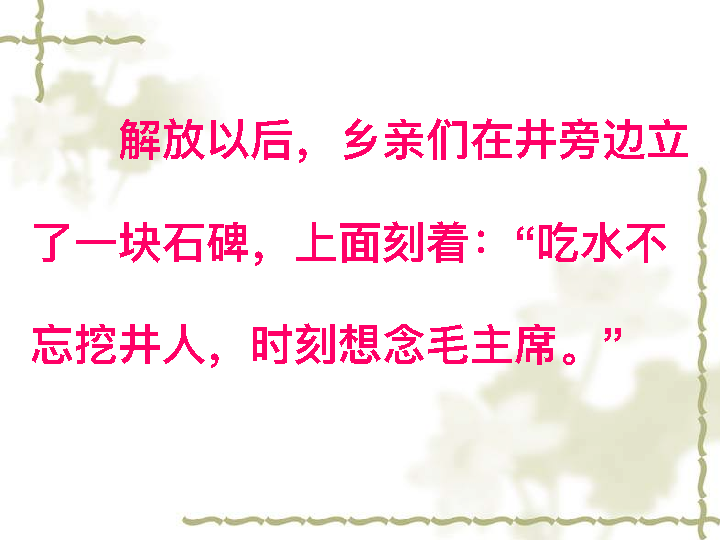 解放以后，乡亲们在井旁边立
了一块石碑，上面刻着：“吃水不
忘挖井人，时刻想念毛主席。”